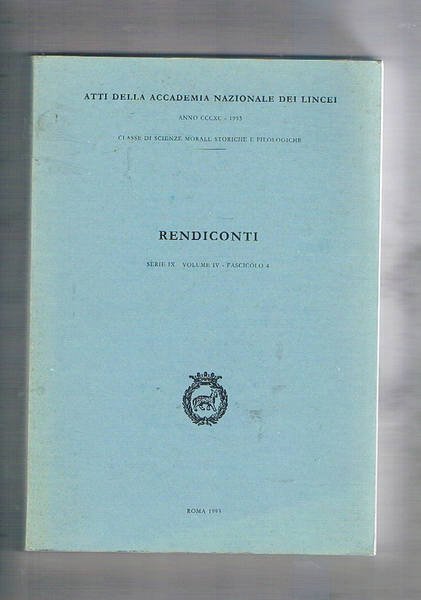 ATTI DELLA ACCADEMIA NAZIONALE DEI LINCEI
ANNO CCCXC - 1993
CLASSE DI SCIENZE MORALI STORICHE E FILOLOGICHE
RENDICONTI
SERIE IX - VOLUME IV - FASCICOLO 4
ROMA 1993